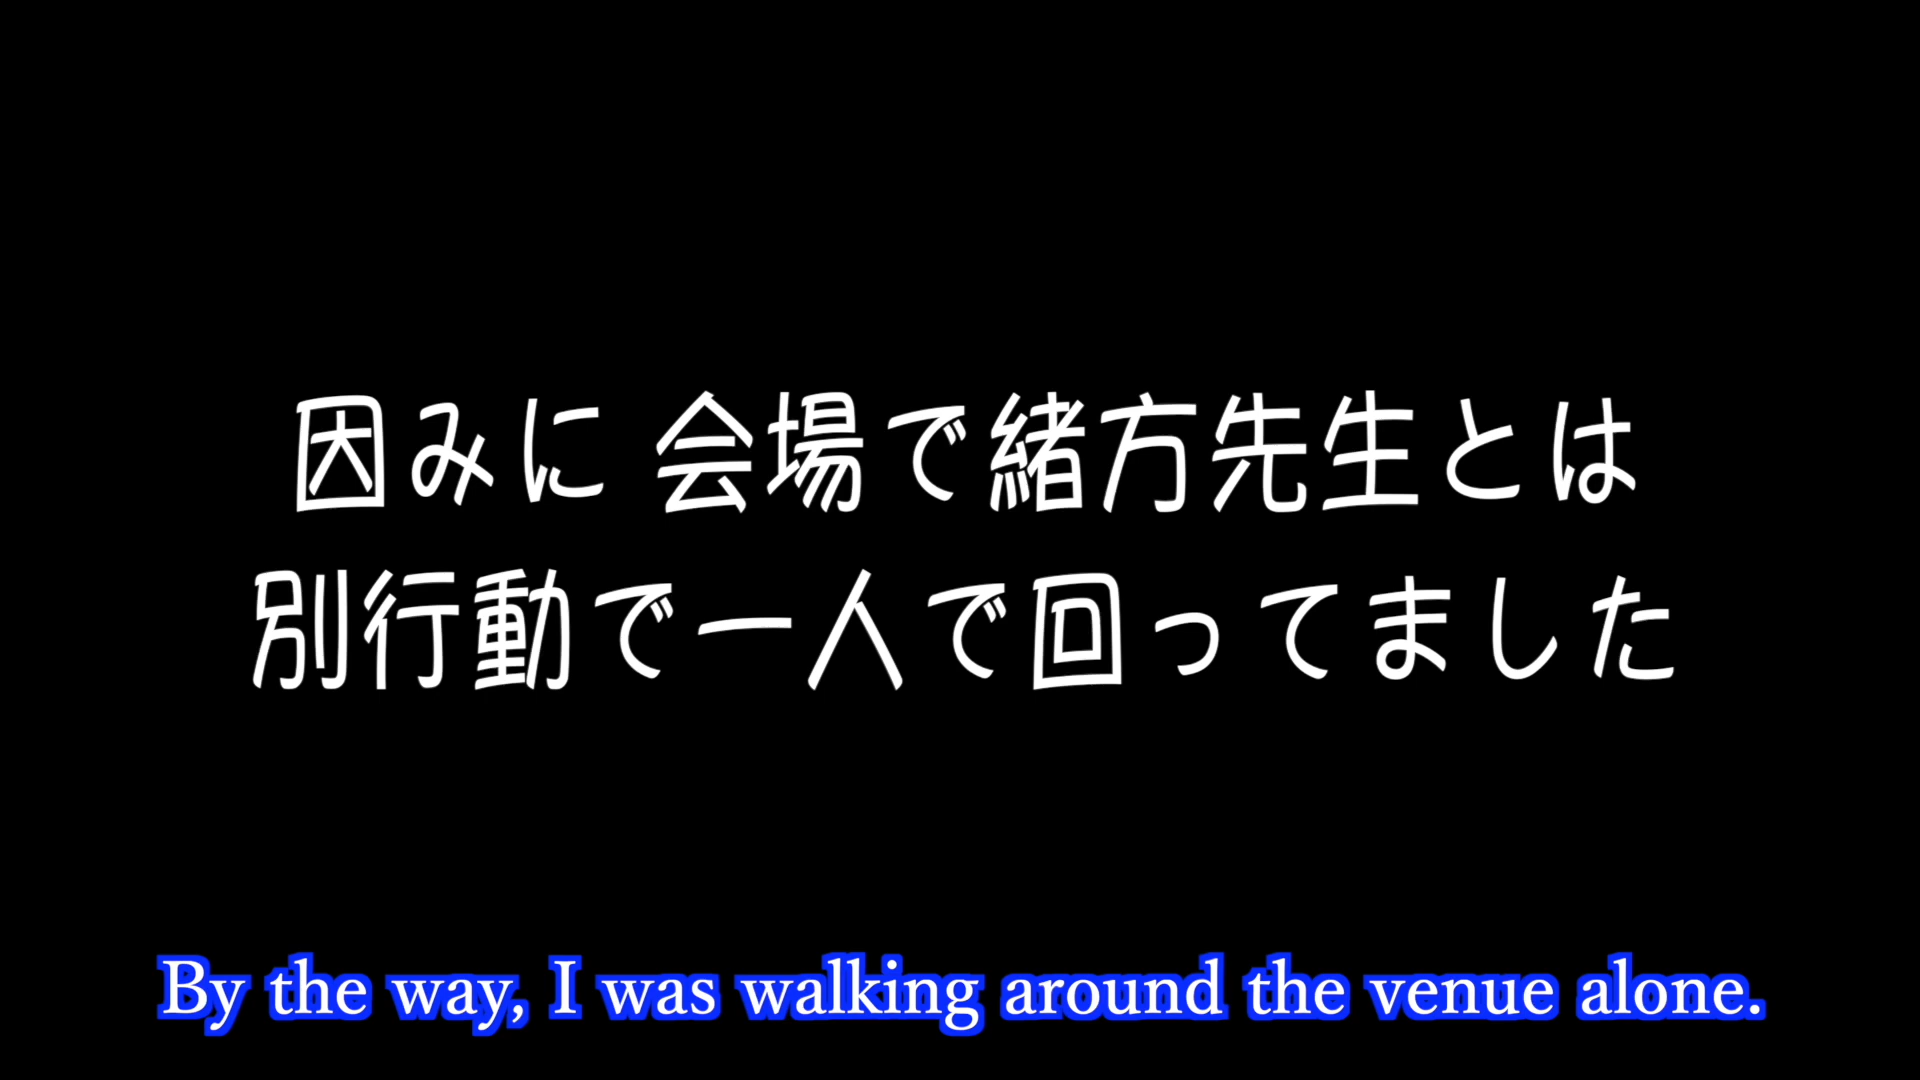 因みに 会場で緒方先生とは
別行動で一人で回ってました
By the way, I was walking around the venue alone.